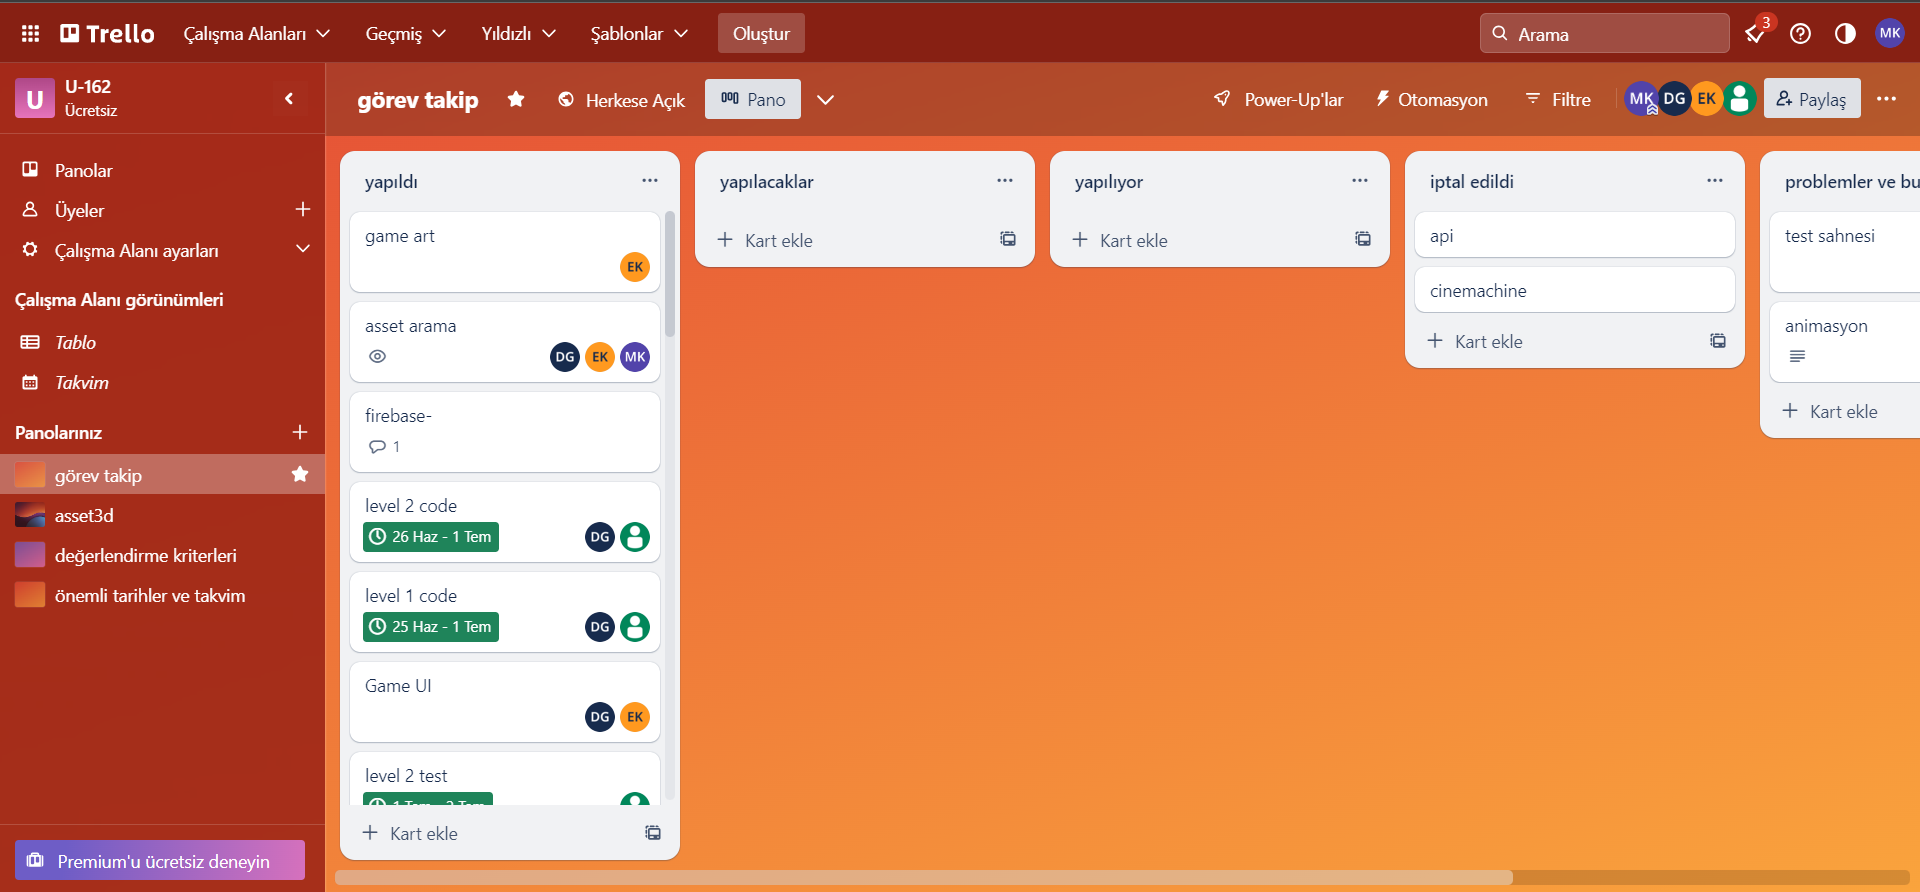 Trello Çalışma Alanları Geçmiş Yıldızlı Şablonlar Oluştur Arama 3 MK
U U-162
Ücretsiz
görev takip Herkese Açık Pano Power-Up'lar Otomasyon Filtre MK DG EK Paylaş
Panolar
Üyeler
Çalışma Alanı ayarları
Çalışma Alanı görünümleri
Tablo
Takvim
Panolarınız
görev takip
asset3d
değerlendirme kriterleri
önemli tarihler ve takvim
Premium'u ücretsiz deneyin
yapıldı
game art
EK
asset arama
DG EK MK
firebase-
1
level 2 code
26 Haz - 1 Tem DG
level 1 code
25 Haz - 1 Tem DG
Game UI
DG EK
level 2 test
Kart ekle
yapılacaklar
Kart ekle
yapılıyor
Kart ekle
iptal edildi
api
cinemachine
Kart ekle
problemler ve bu
test sahnesi
animasyon
Kart ekle